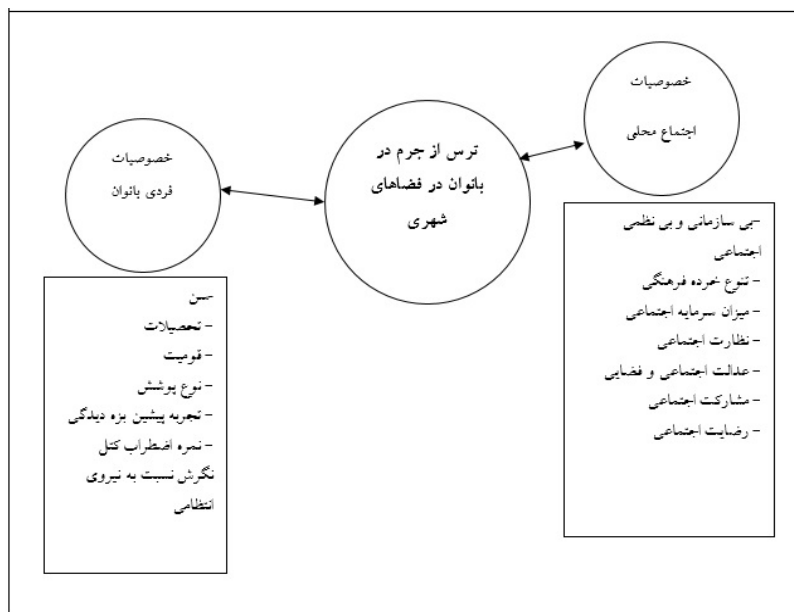 خصوصیات
اجتماع محلی
ترس از جرم در
بانوان در فضاهای
شهری
خصوصیات
فردی بانوان
-بی سازمانی و بی نظمی
اجتماعی
- تنوع خرده فرهنگی
- میزان سرمایه اجتماعی
- نظارت اجتماعی
- عدالت اجتماعی و فضایی
- مشارکت اجتماعی
- رضایت اجتماعی
-سن
- تحصیلات
- قومیت
- نوع پوشش
- تجربه پیشین بزه دیدگی
- نمره اضطراب کتل
نگرش نسبت به نیروی
انتظامی